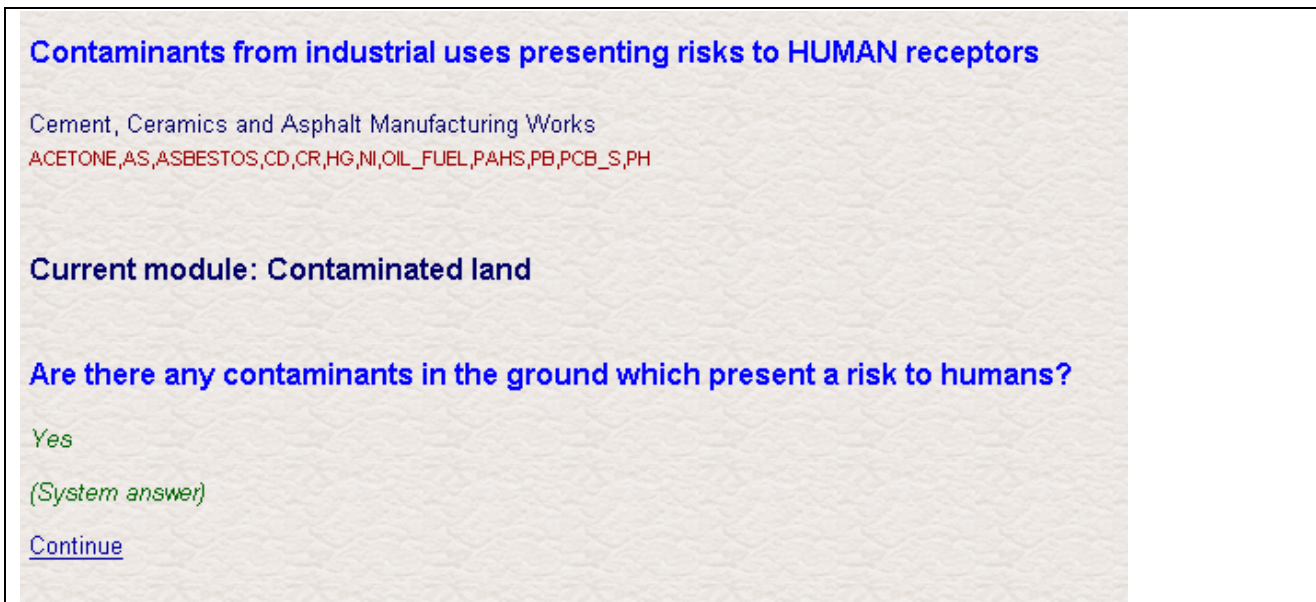 Contaminants from industrial uses presenting risks to HUMAN receptors
Cement, Ceramics and Asphalt Manufacturing Works
ACETONE,AS,ASBESTOS,CD,CR,HG,NI,OIL_FUEL,PAHS,PB,PCB_S,PH
Current module: Contaminated land
Are there any contaminants in the ground which present a risk to humans?
Yes
(System answer)
Continue